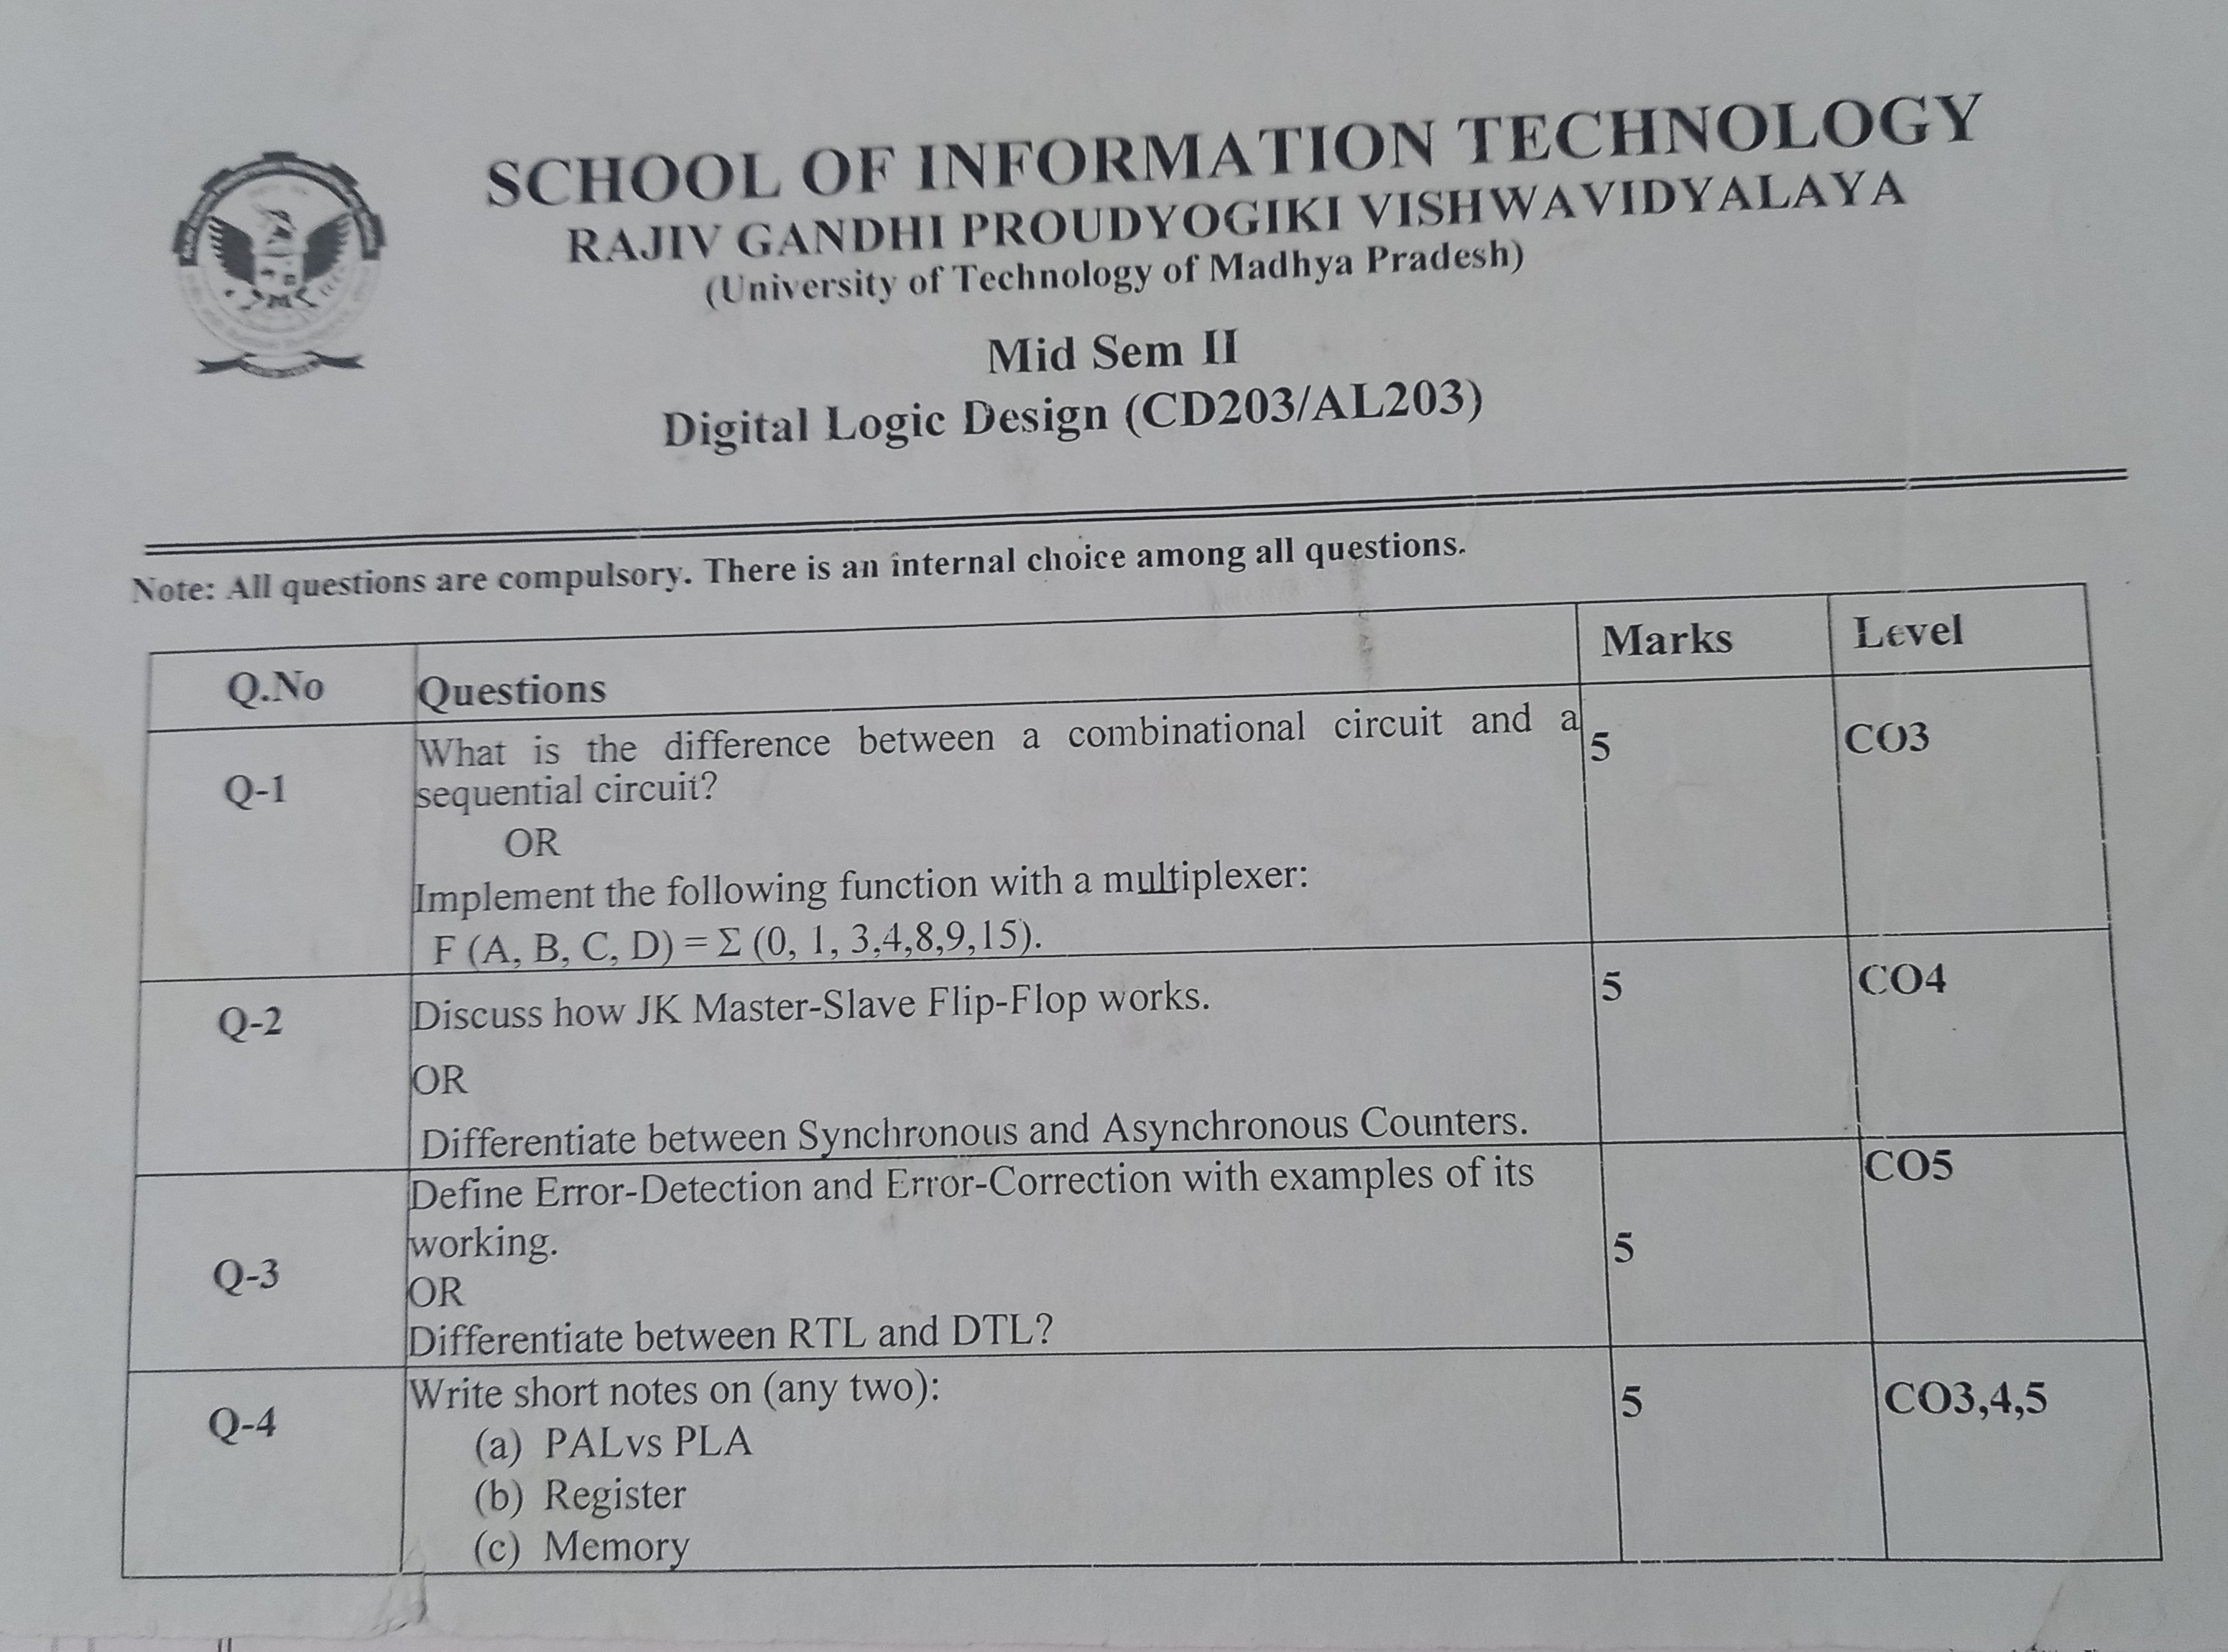 SCHOOL OF INFORMATION TECHNOLOGY
RAJIV GANDHI PROUDYOGIKI VISHWAVIDYALAYA
(University of Technology of Madhya Pradesh)
Mid Sem II
Digital Logic Design (CD203/AL203)
Note: All questions are compulsory. There is an internal choice among all questions.
Q.No Questions Marks Level
Q-1 What is the difference between a combinational circuit and a 5 CO3
sequential circuit?
OR
Implement the following function with a multiplexer:
F (A, B, C, D) = Σ (0, 1, 3,4,8,9,15).
Q-2 Discuss how JK Master-Slave Flip-Flop works. 5 CO4
OR
Differentiate between Synchronous and Asynchronous Counters.
Q-3 Define Error-Detection and Error-Correction with examples of its 5 CO5
working.
OR
Differentiate between RTL and DTL?
Q-4 Write short notes on (any two): 5 CO3,4,5
(a) PALvs PLA
(b) Register
(c) Memory